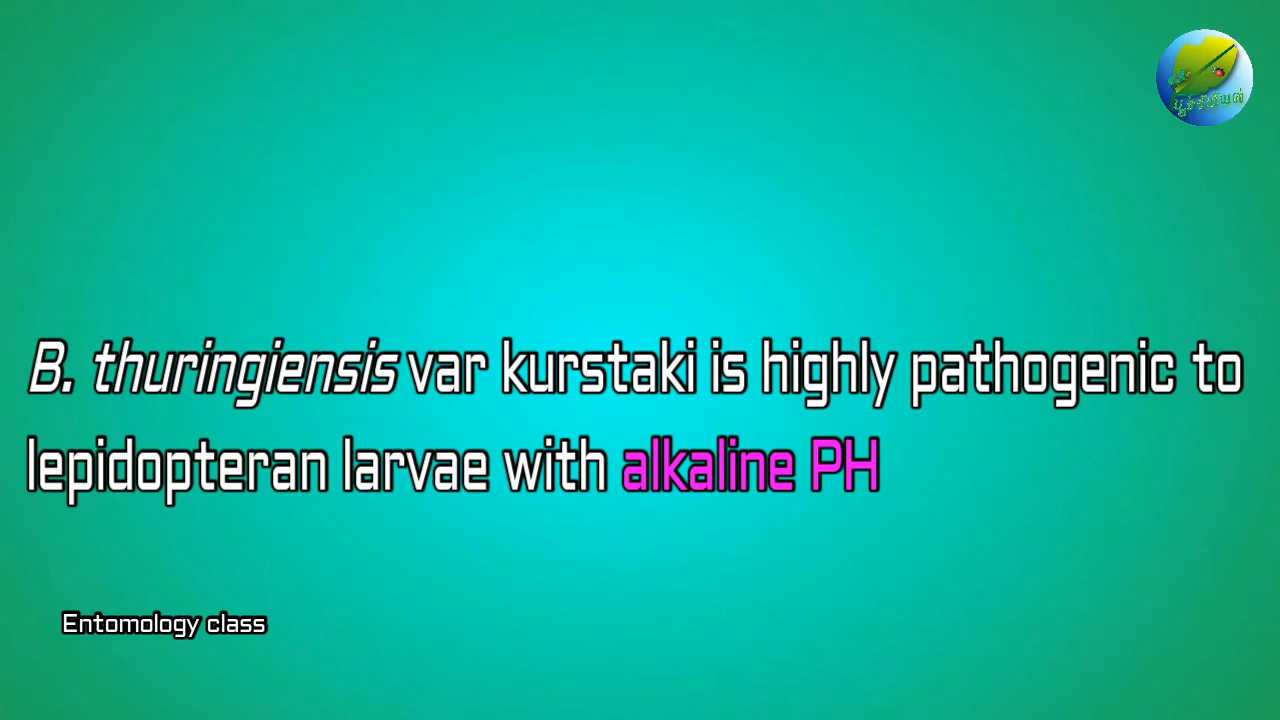 B. thuringiensis var kurstaki is highly pathogenic to
lepidopteran larvae with alkaline PH
Entomology class